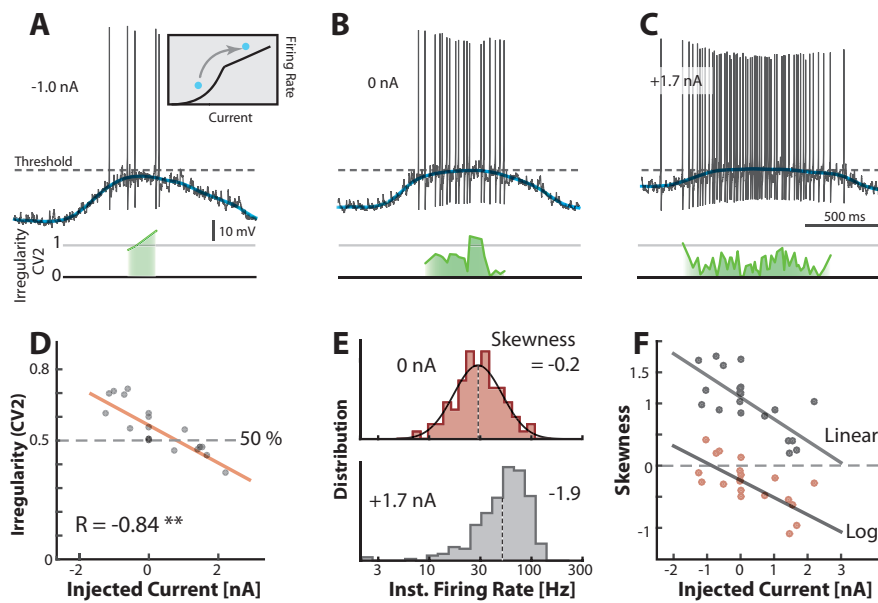 A
-1.0 nA
Firing Rate
Current
Threshold
10 mV
Irregularity
CV2
1
0
B
0 nA
C
+1.7 nA
500 ms
D
Irregularity (CV2)
0.8
0.5
0
50 %
R = -0.84 **
-2 0 2
Injected Current [nA]
E
Distribution
0 nA
Skewness
= -0.2
+1.7 nA
-1.9
3 10 30 100 300
Inst. Firing Rate [Hz]
F
Skewness
1.5
1
0
-1
Linear
Log
-2 -1 0 1 2 3
Injected Current [nA]